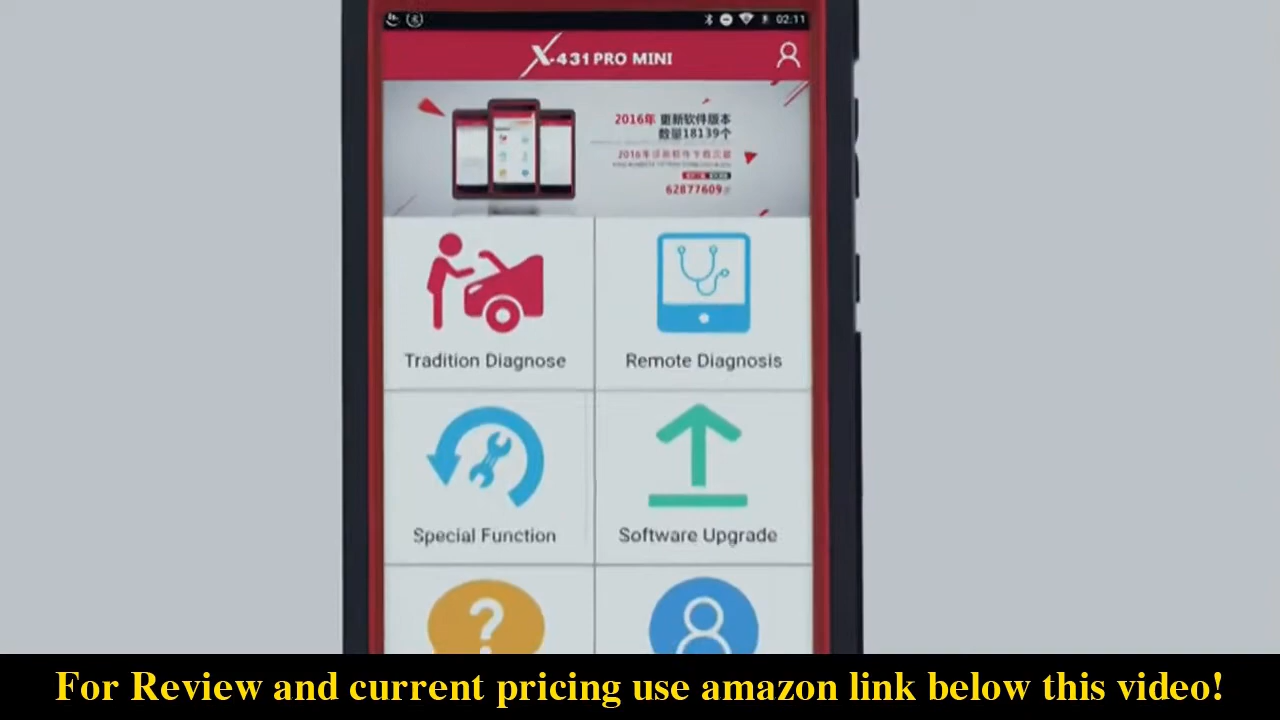 02:11
X-431 PRO MINI
2016年 更新软件版本
数量18139个
62877609
Tradition Diagnose
Remote Diagnosis
Special Function
Software Upgrade
?
For Review and current pricing use amazon link below this video!